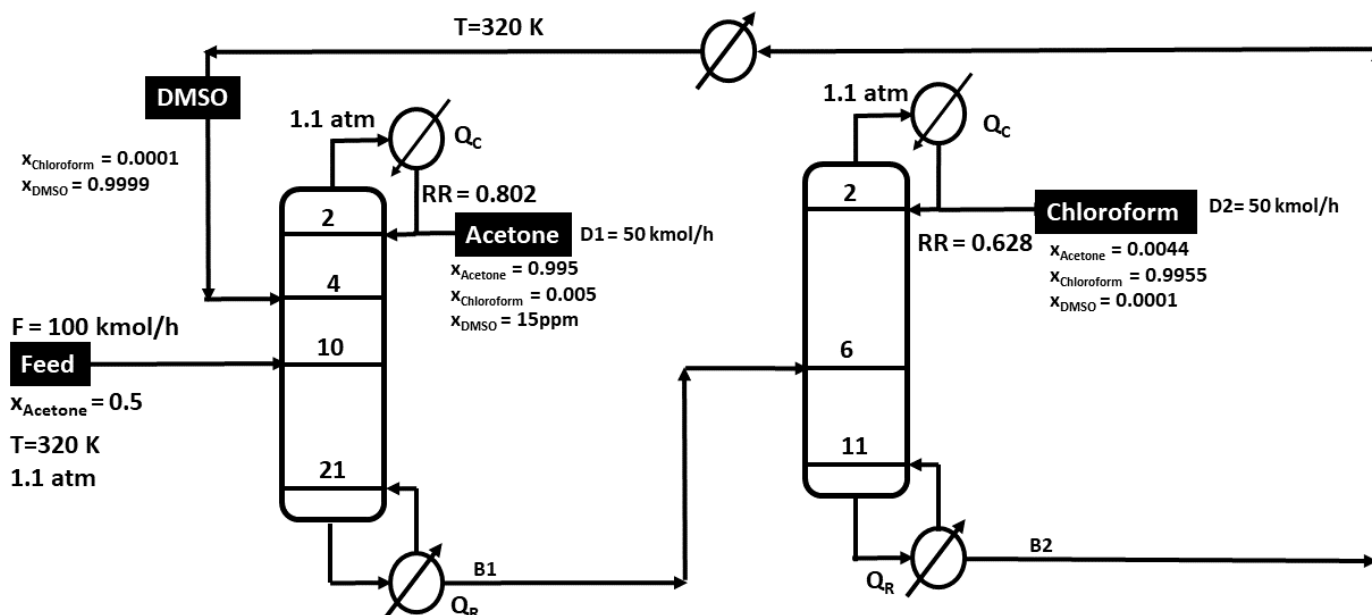 T=320 K
DMSO
x_Chloroform = 0.0001
x_DMSO = 0.9999
1.1 atm
Q_C
RR = 0.802
2
Acetone
D1 = 50 kmol/h
x_Acetone = 0.995
x_Chloroform = 0.005
x_DMSO = 15ppm
4
F = 100 kmol/h
Feed
10
x_Acetone = 0.5
T=320 K
1.1 atm
21
B1
Q_R
1.1 atm
Q_C
2
Chloroform
D2= 50 kmol/h
RR = 0.628
x_Acetone = 0.0044
x_Chloroform = 0.9955
x_DMSO = 0.0001
6
11
B2
Q_R